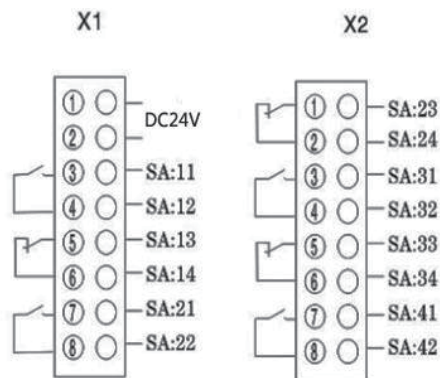 X1
① DC24V
②
③ SA:11
④ SA:12
⑤ SA:13
⑥ SA:14
⑦ SA:21
⑧ SA:22
X2
① SA:23
② SA:24
③ SA:31
④ SA:32
⑤ SA:33
⑥ SA:34
⑦ SA:41
⑧ SA:42